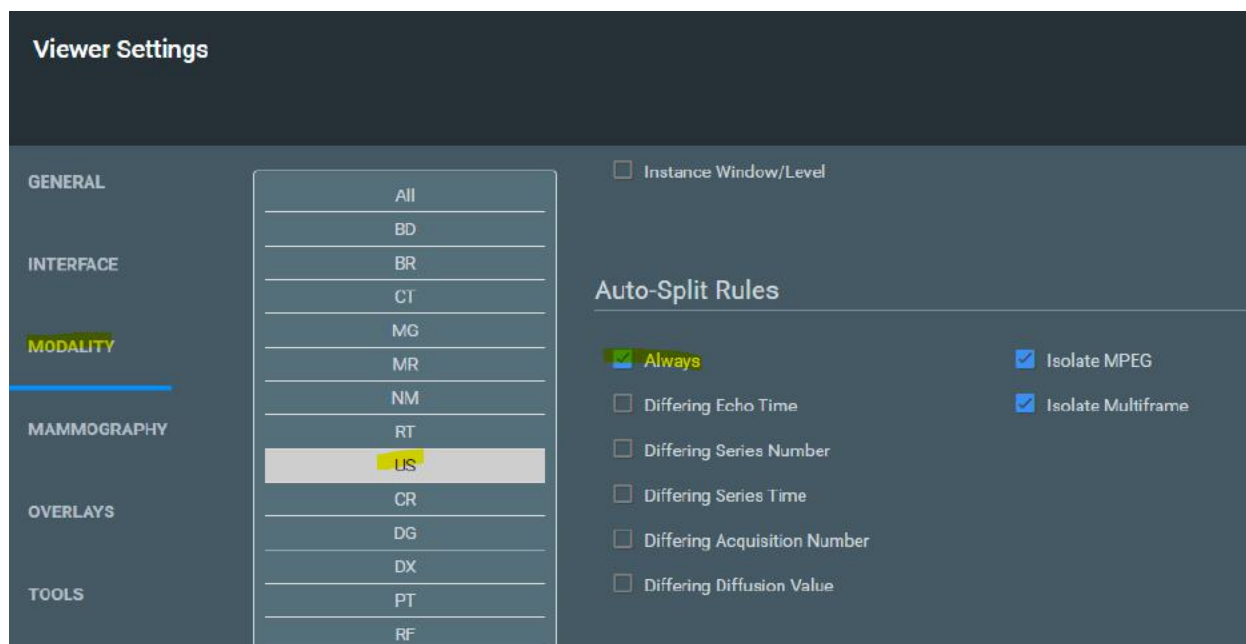 Viewer Settings
GENERAL
INTERFACE
MODALITY
MAMMOGRAPHY
OVERLAYS
TOOLS
All
BD
BR
CT
MG
MR
NM
RT
US
CR
DG
DX
PT
RF
Instance Window/Level
Auto-Split Rules
Always
Differing Echo Time
Differing Series Number
Differing Series Time
Differing Acquisition Number
Differing Diffusion Value
Isolate MPEG
Isolate Multiframe